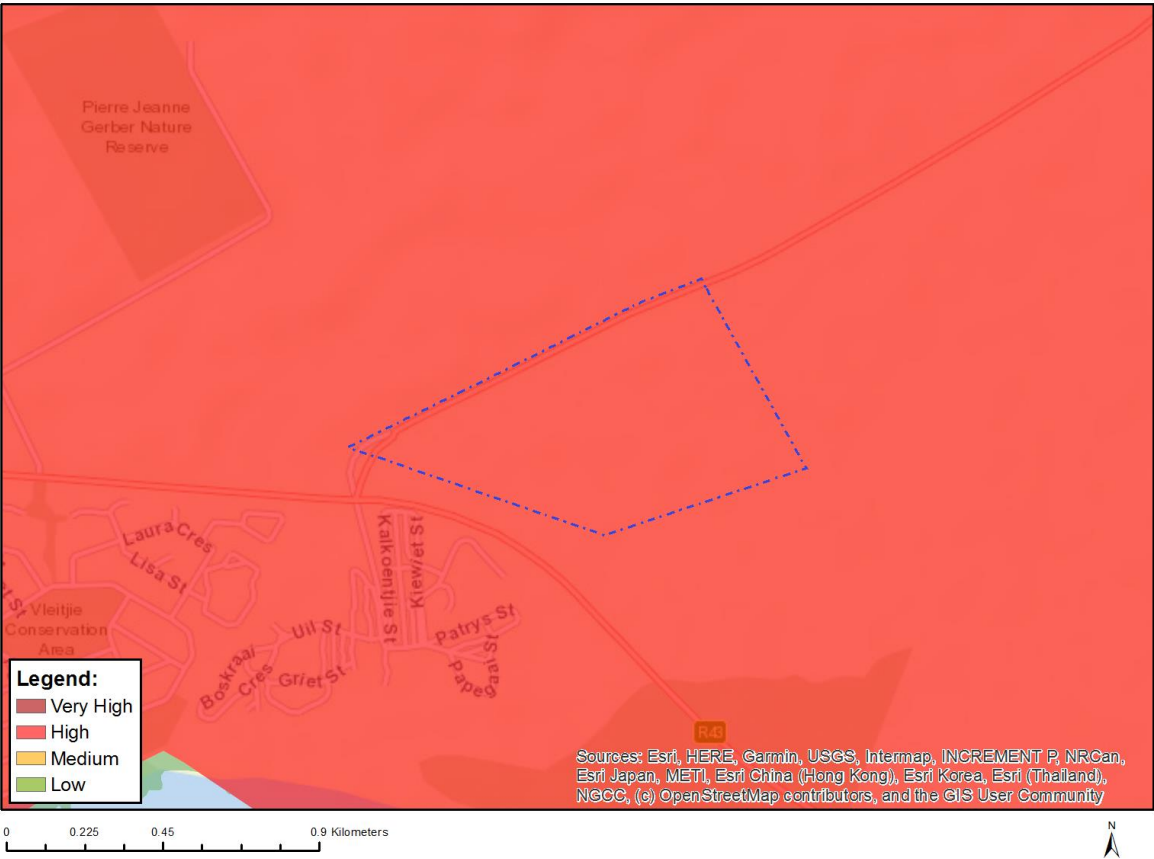 Pierre Jeanne
Gerber Nature
Reserve
Laura Cres
Lisa St
Kalkoentjie St
Kiewiet St
Vleitjie
Conservation
Area
Uil St
Patrys St
Boskraai
Cres
Griet St
Papegaai St
R43
Legend:
Very High
High
Medium
Low
Sources: Esri, HERE, Garmin, USGS, Intermap, INCREMENT P, NRCan,
Esri Japan, METI, Esri China (Hong Kong), Esri Korea, Esri (Thailand),
NGCC, (c) OpenStreetMap contributors, and the GIS User Community
0 0.225 0.45 0.9 Kilometers
N